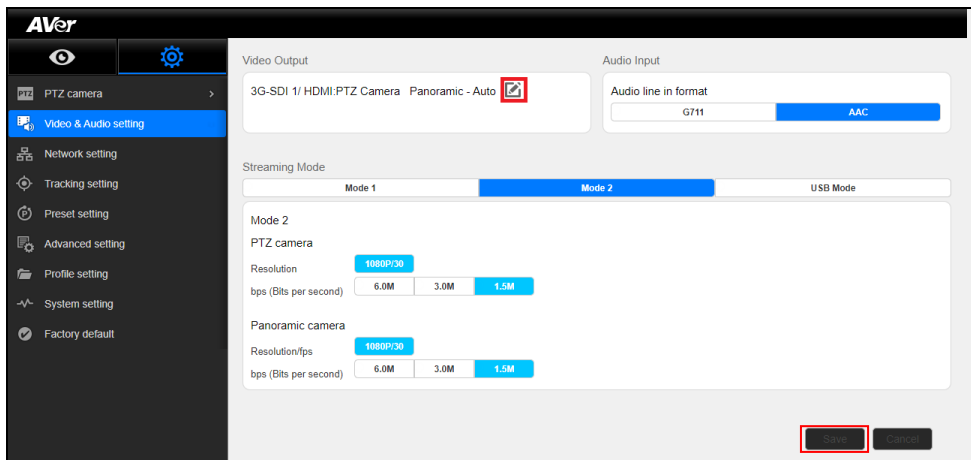 AVer
PTZ PTZ camera >
Video & Audio setting
Network setting
Tracking setting
P Preset setting
Advanced setting
Profile setting
System setting
Factory default
Video Output
3G-SDI 1/ HDMI:PTZ Camera Panoramic - Auto
Audio Input
Audio line in format
G711 AAC
Streaming Mode
Mode 1 Mode 2 USB Mode
Mode 2
PTZ camera
Resolution 1080P/30
bps (Bits per second) 6.0M 3.0M 1.5M
Panoramic camera
Resolution/fps 1080P/30
bps (Bits per second) 6.0M 3.0M 1.5M
Save Cancel